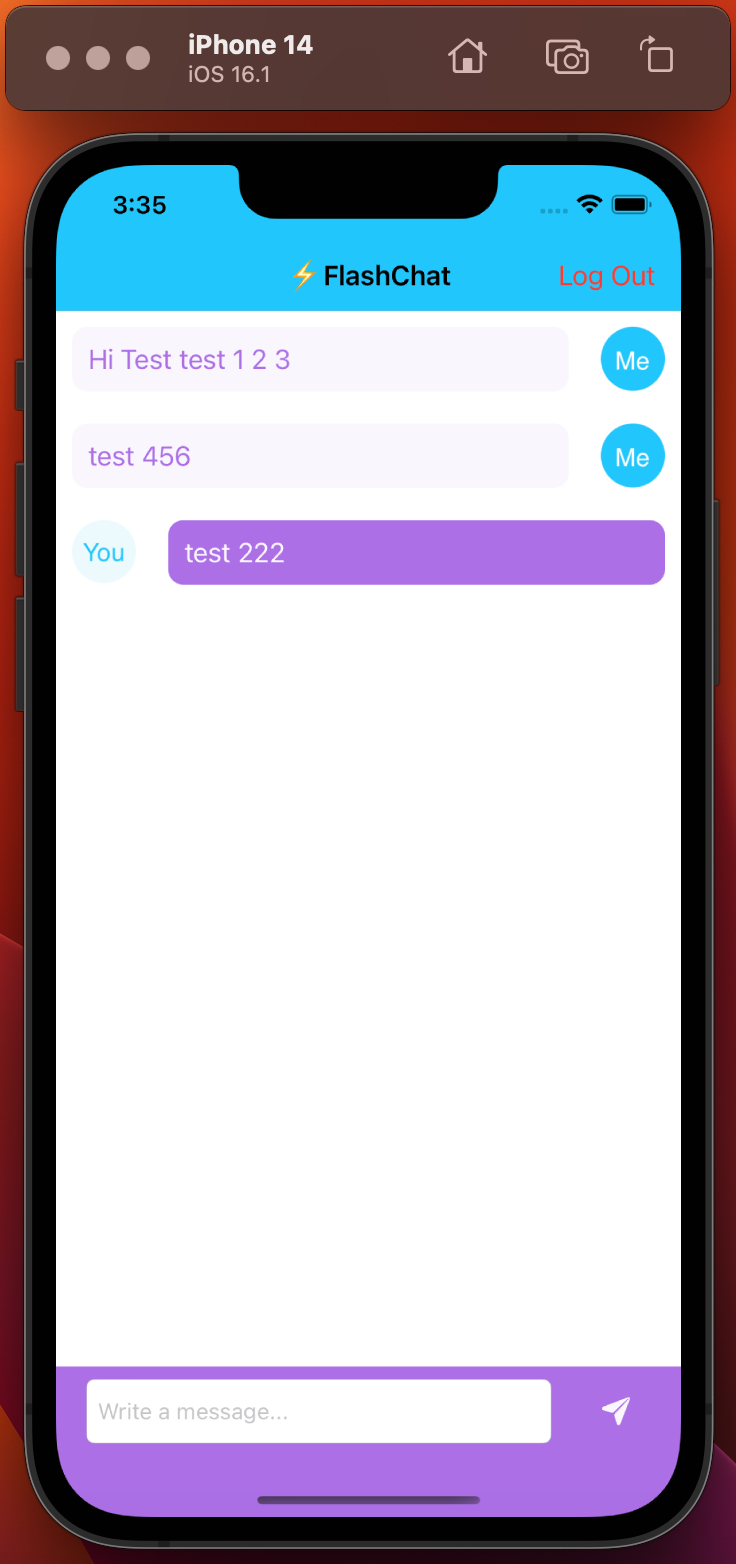 iPhone 14
iOS 16.1
3:35
⚡️FlashChat
Log Out
Hi Test test 1 2 3
Me
test 456
Me
You
test 222
Write a message...